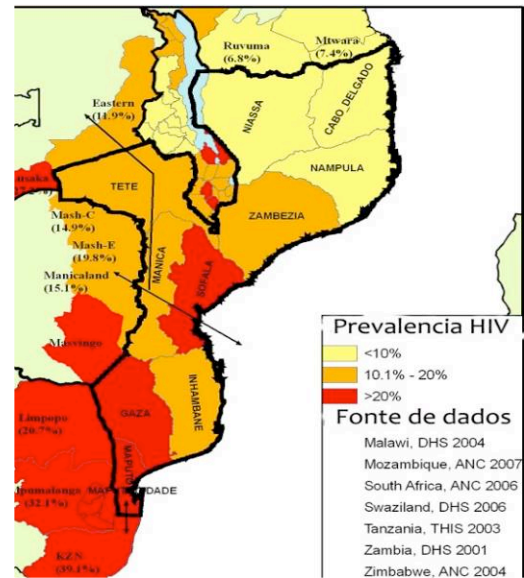 Ruvuma
(6.8%)
Mtwara
(7.4%)
Eastern
(11.9%)
NIASSA
CABO_DELGADO
NAMPULA
TETE
ZAMBEZIA
Mash-C
(14.9%)
Mash-E
(19.8%)
Manicaland
(15.1%)
MANICA
SOFALA
Masvingo
INHAMBANE
GAZA
Limpopo
(20.7%)
MAPUTO
(32.1%)
KZN
(39.1%)
Prevalencia HIV
<10%
10.1% - 20%
>20%
Fonte de dados
Malawi, DHS 2004
Mozambique, ANC 2007
South Africa, ANC 2006
Swaziland, DHS 2006
Tanzania, THIS 2003
Zambia, DHS 2001
Zimbabwe, ANC 2004